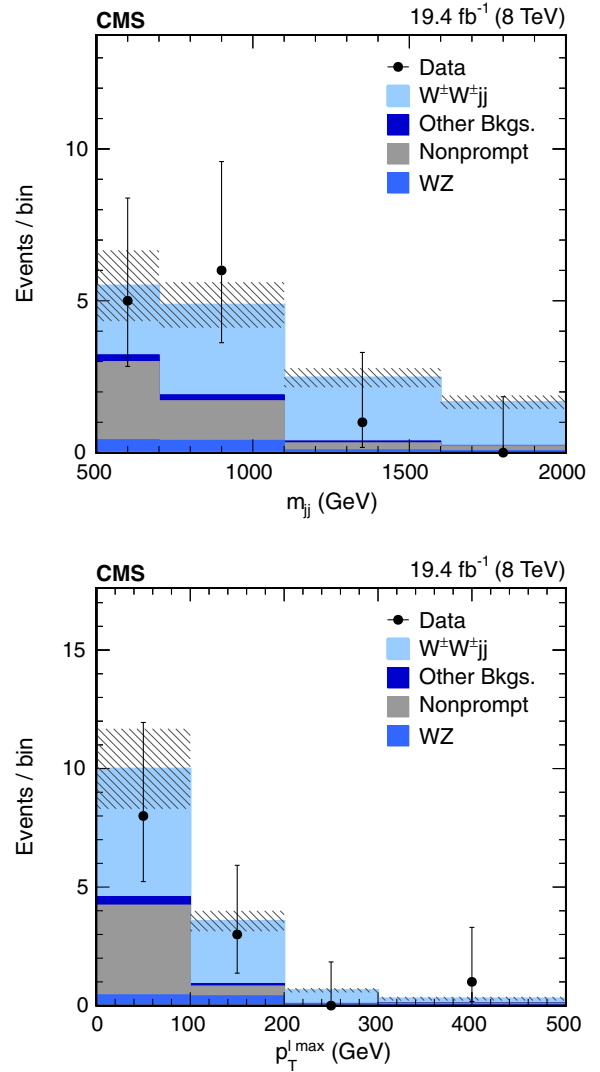 CMS 19.4 fb⁻¹ (8 TeV)
Data
W±W±jj
Other Bkgs.
Nonprompt
WZ
Events / bin
10
5
0
500 1000 1500 2000
m_jj (GeV)
CMS 19.4 fb⁻¹ (8 TeV)
Data
W±W±jj
Other Bkgs.
Nonprompt
WZ
Events / bin
15
10
5
0
0 100 200 300 400 500
p_T^l max (GeV)